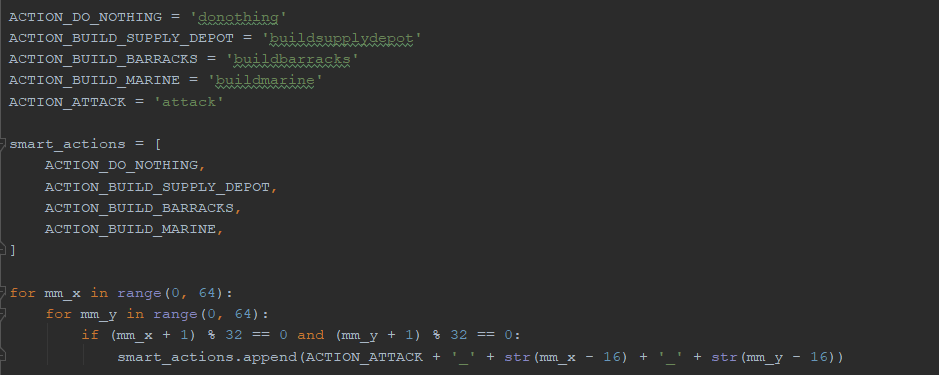 ACTION_DO_NOTHING = 'donothing'
ACTION_BUILD_SUPPLY_DEPOT = 'buildsupplydepot'
ACTION_BUILD_BARRACKS = 'buildbarracks'
ACTION_BUILD_MARINE = 'buildmarine'
ACTION_ATTACK = 'attack'

smart_actions = [
    ACTION_DO_NOTHING,
    ACTION_BUILD_SUPPLY_DEPOT,
    ACTION_BUILD_BARRACKS,
    ACTION_BUILD_MARINE,
]

for mm_x in range(0, 64):
    for mm_y in range(0, 64):
        if (mm_x + 1) % 32 == 0 and (mm_y + 1) % 32 == 0:
            smart_actions.append(ACTION_ATTACK + '_' + str(mm_x - 16) + '_' + str(mm_y - 16))